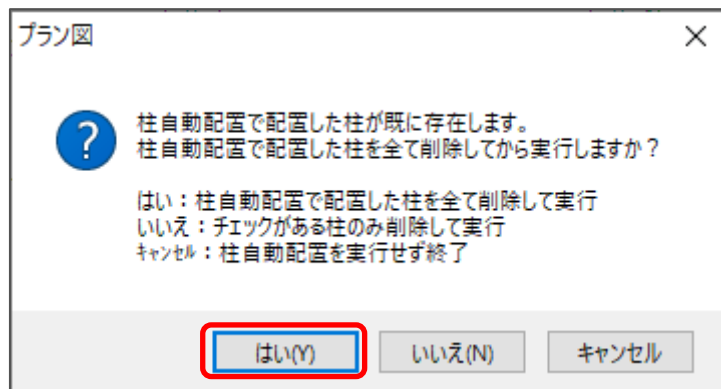 プラン図
柱自動配置で配置した柱が既に存在します。
柱自動配置で配置した柱を全て削除してから実行しますか？
はい：柱自動配置で配置した柱を全て削除して実行
いいえ：チェックがある柱のみ削除して実行
ｷｬﾝｾﾙ：柱自動配置を実行せず終了
はい(Y) いいえ(N) キャンセル